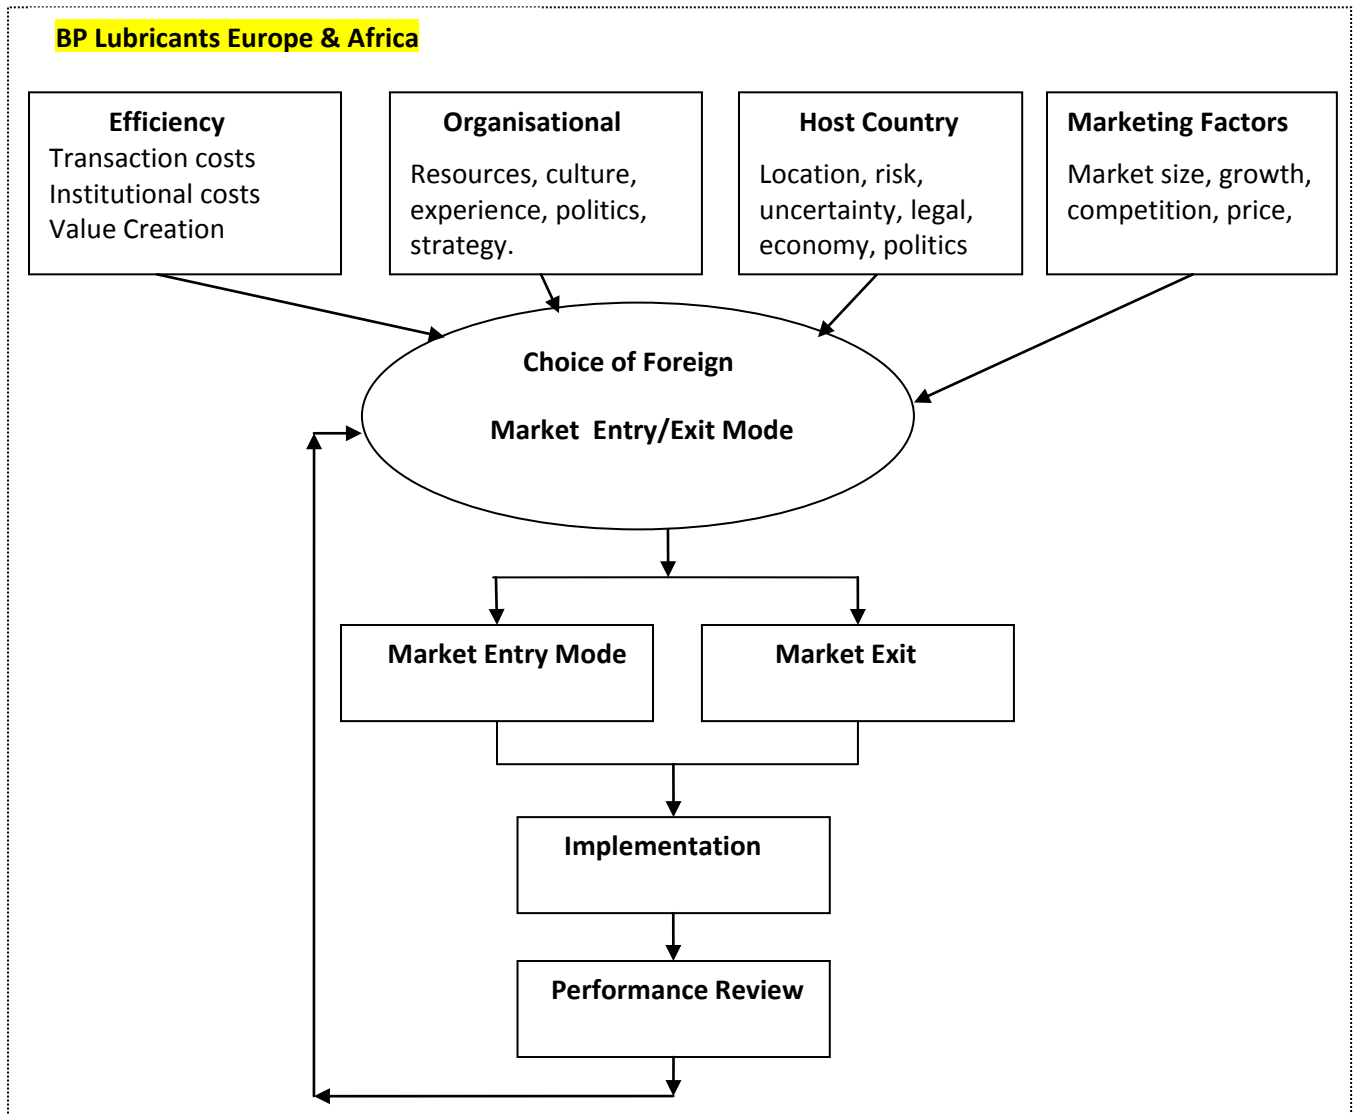 BP Lubricants Europe & Africa
Efficiency
Transaction costs
Institutional costs
Value Creation
Organisational
Resources, culture,
experience, politics,
strategy.
Host Country
Location, risk,
uncertainty, legal,
economy, politics
Marketing Factors
Market size, growth,
competition, price,
Choice of Foreign
Market Entry/Exit Mode
Market Entry Mode
Market Exit
Implementation
Performance Review